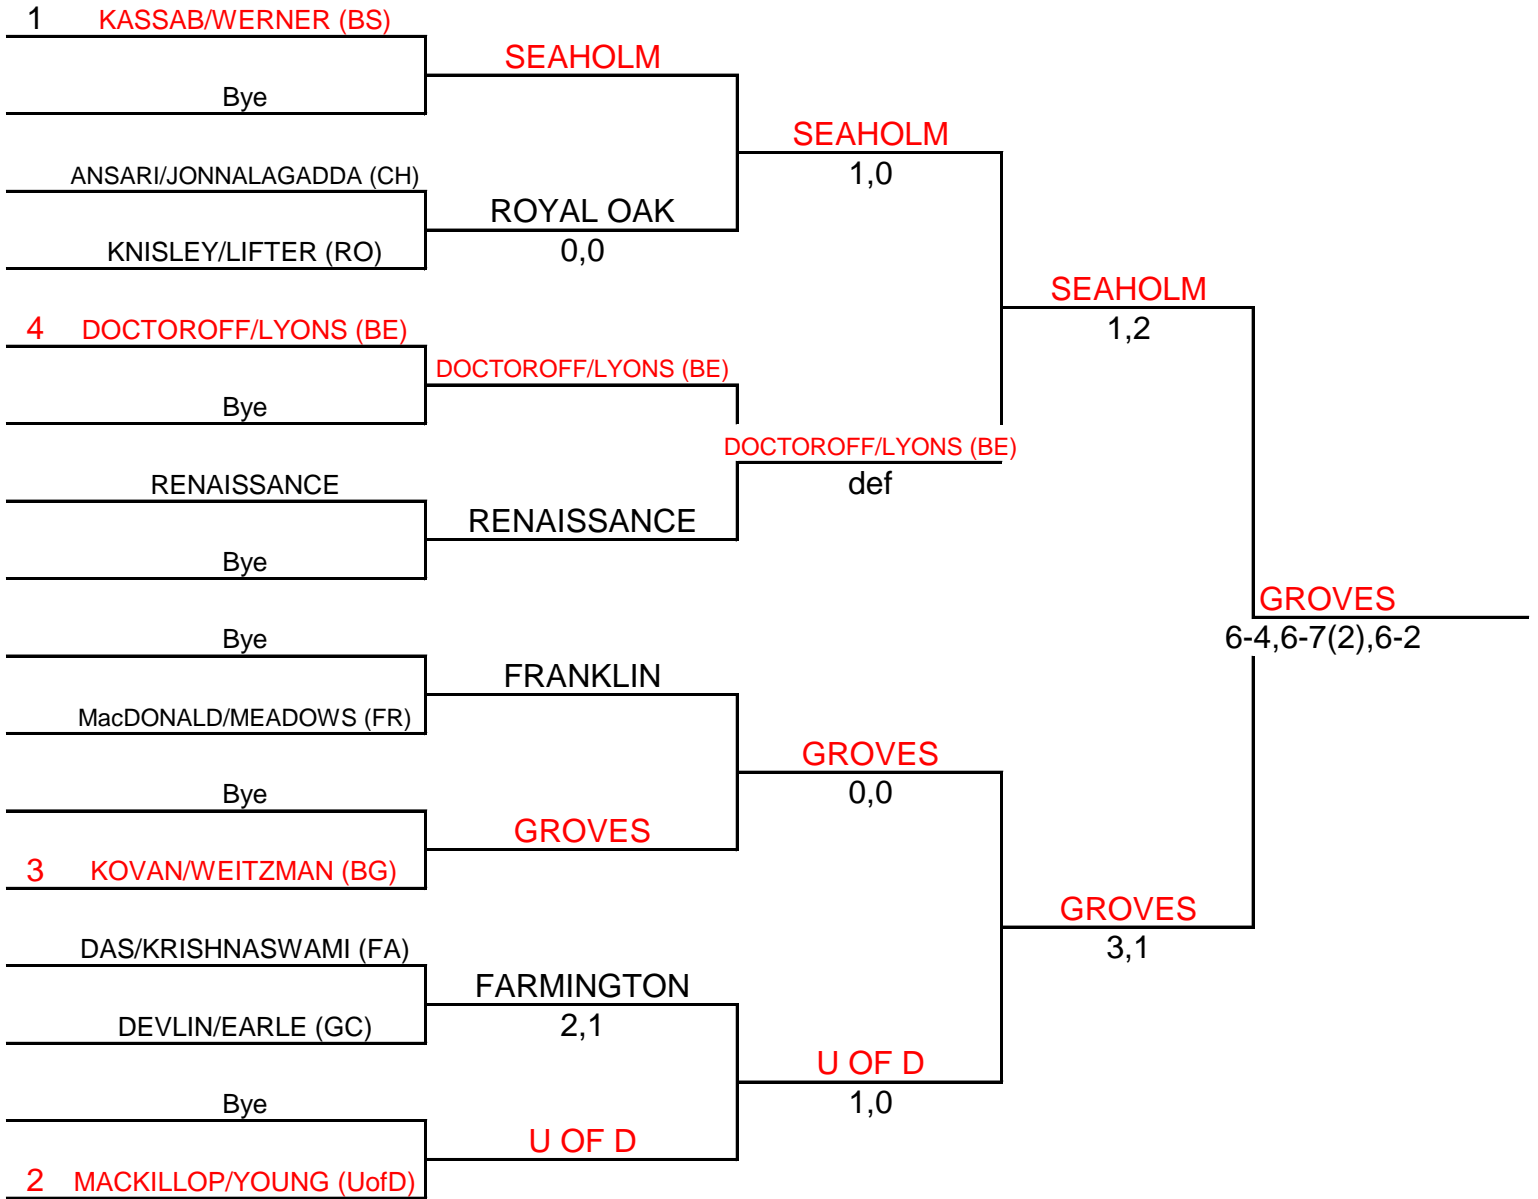 1 KASSAB/WERNER (BS)
SEAHOLM
Bye
SEAHOLM
1,0
ANSARI/JONNALAGADDA (CH)
ROYAL OAK
0,0
KNISLEY/LIFTER (RO)
SEAHOLM
1,2
4 DOCTOROFF/LYONS (BE)
DOCTOROFF/LYONS (BE)
Bye
DOCTOROFF/LYONS (BE)
def
RENAISSANCE
RENAISSANCE
Bye
GROVES
6-4,6-7(2),6-2
Bye
FRANKLIN
MacDONALD/MEADOWS (FR)
GROVES
0,0
Bye
GROVES
3 KOVAN/WEITZMAN (BG)
GROVES
3,1
DAS/KRISHNASWAMI (FA)
FARMINGTON
2,1
DEVLIN/EARLE (GC)
U OF D
1,0
Bye
U OF D
2 MACKILLOP/YOUNG (UofD)